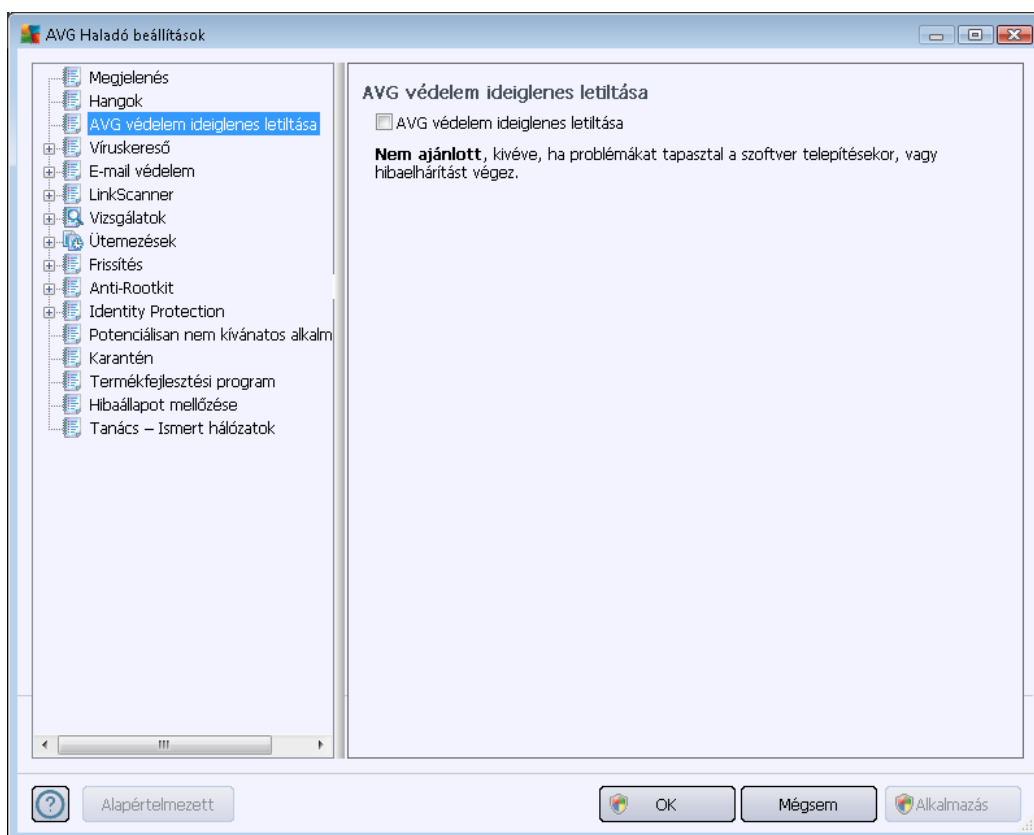 AVG Haladó beállítások
Megjelenés
Hangok
AVG védelem ideiglenes letiltása
Víruskereső
E-mail védelem
LinkScanner
Vizsgálatok
Ütemezések
Frissítés
Anti-Rootkit
Identity Protection
Potenciálisan nem kívánatos alkalm
Karantén
Termékfejlesztési program
Hibaállapot mellőzése
Tanács – Ismert hálózatok
AVG védelem ideiglenes letiltása
AVG védelem ideiglenes letiltása
Nem ajánlott, kivéve, ha problémákat tapasztal a szoftver telepítésekor, vagy
hibaelhárítást végez.
Alapértelmezett
OK
Mégsem
Alkalmazás